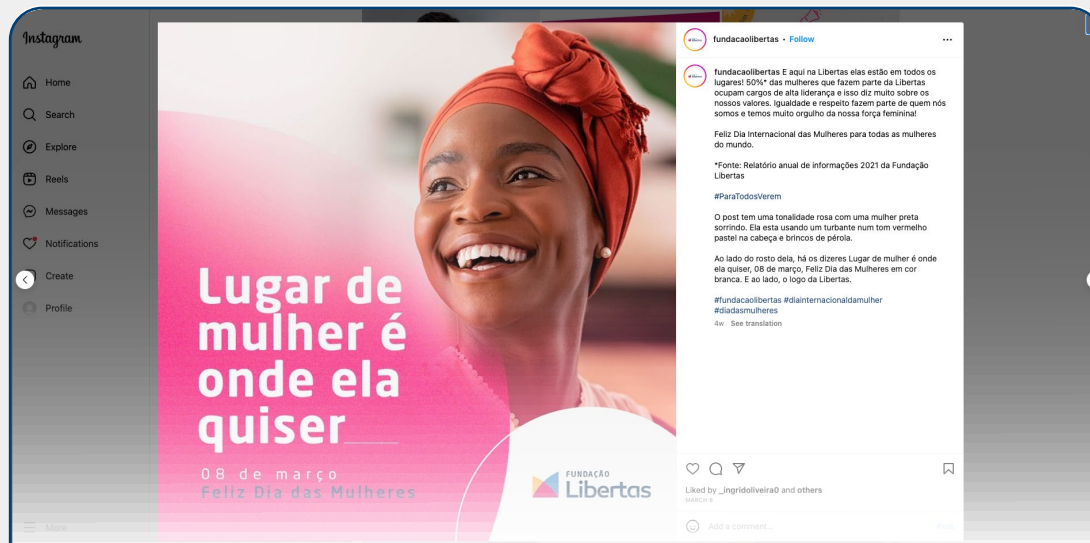 Instagram
Home
Search
Explore
Reels
Messages
Notifications
Create
Profile
More
Lugar de
mulher é
onde ela
quiser
08 de março
Feliz Dia das Mulheres
FUNDAÇÃO
Libertas
fundacaolibertas • Follow
fundacaolibertas E aqui na Libertas elas estão em todos os
lugares! 50%* das mulheres que fazem parte da Libertas
ocupam cargos de alta liderança e isso diz muito sobre os
nossos valores. Igualdade e respeito fazem parte de quem nós
somos e temos muito orgulho da nossa força feminina!
Feliz Dia Internacional das Mulheres para todas as mulheres
do mundo.
*Fonte: Relatório anual de informações 2021 da Fundação
Libertas
#ParaTodosVerem
O post tem uma tonalidade rosa com uma mulher preta
sorrindo. Ela esta usando um turbante num tom vermelho
pastel na cabeça e brincos de pérola.
Ao lado do rosto dela, há os dizeres Lugar de mulher é onde
ela quiser, 08 de março, Feliz Dia das Mulheres em cor
branca. E ao lado, o logo da Libertas.
#fundacaolibertas #diainternacionaldamulher
#diadasmulheres
4w See translation
Liked by _ingridoliveira0 and others
MARCH 8
Add a comment...
Post